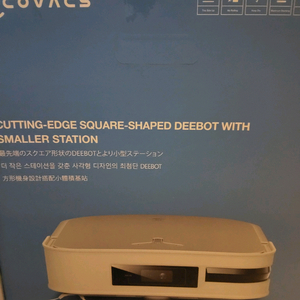 ECOVACS
CUTTING-EDGE SQUARE-SHAPED DEEBOT WITH
SMALLER STATION
最先端のスクエア形状のDEEBOTとより小型ステーション
더 작은 스테이션을 갖춘 사각형 디자인의 최첨단 DEEBOT
方形機身設計搭配小體積基站